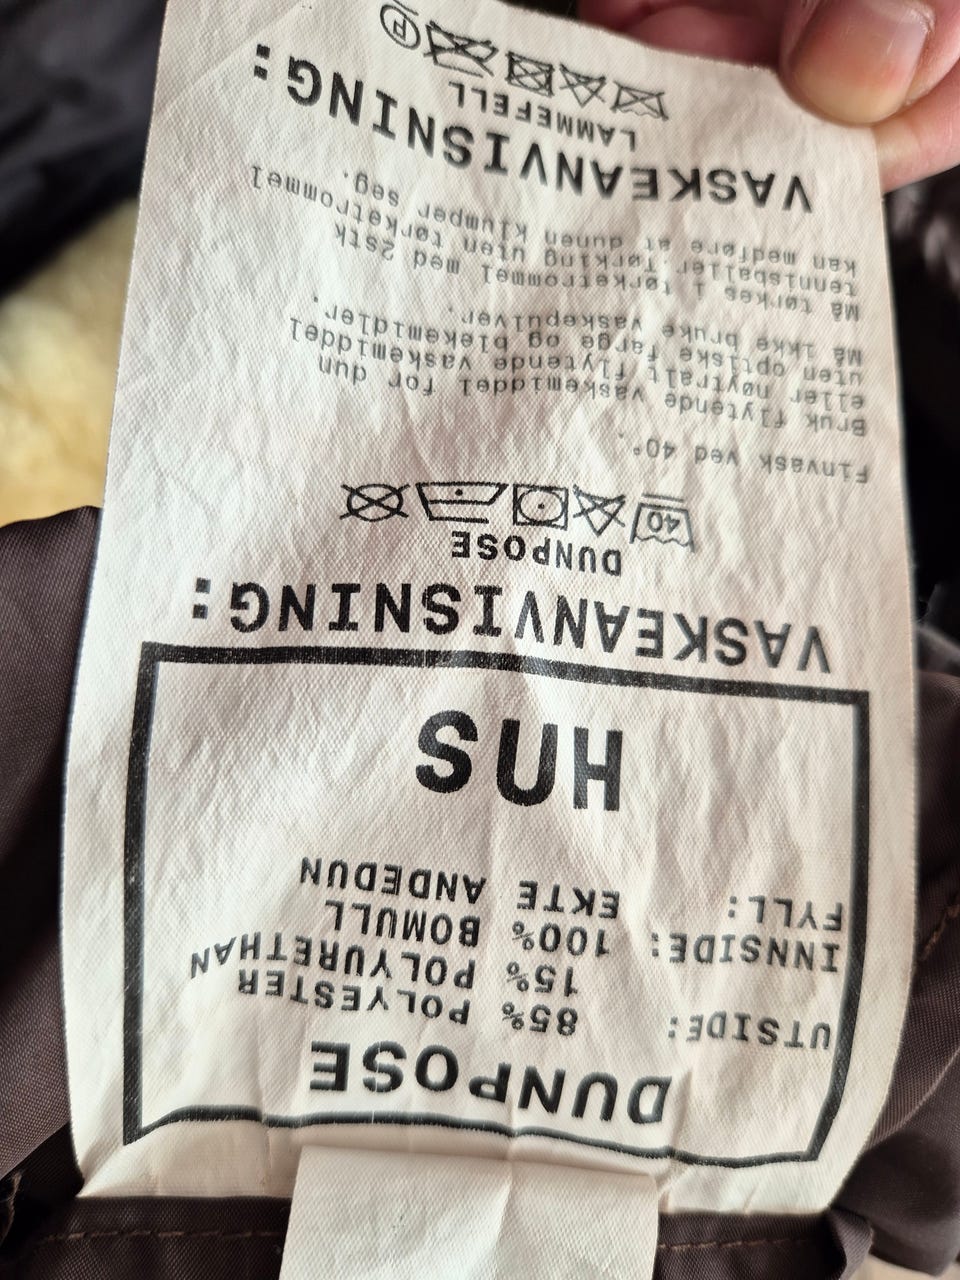 DUNPOSE
UTSIDE: 85% POLYESTER
15% POLYURETHAN
INNSIDE: 100% BOMULL
FYLL: EKTE ANDEDUN
HUS
VASKEANVISNING:
DUNPOSE
40
Finvask ved 40°.
Bruk flytende vaskemiddel for dun
eller nøytralt flytende vaskemiddel
uten optiske farge og blekemidler.
Må ikke bruke vaskepulver.
Må tørkes i tørketrommel med 2stk
tennisballer.Tørking uten tørketrommel
kan medføre at dunen klumper seg.
VASKEANVISNING:
LAMMEFELL
P